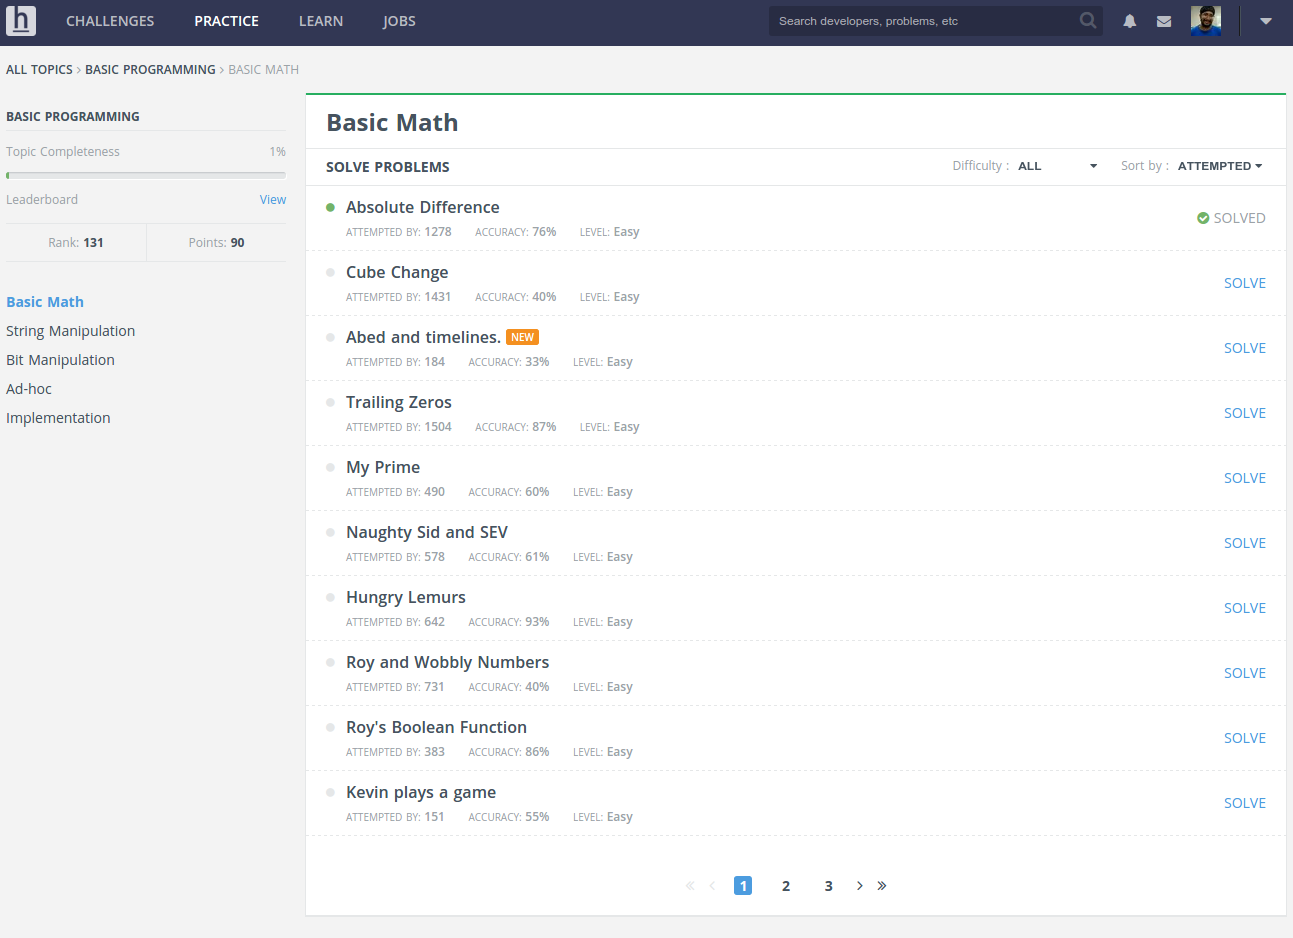 h CHALLENGES PRACTICE LEARN JOBS Search developers, problems, etc
ALL TOPICS › BASIC PROGRAMMING › BASIC MATH
BASIC PROGRAMMING
Topic Completeness 1%
Leaderboard View
Rank: 131 Points: 90
Basic Math
String Manipulation
Bit Manipulation
Ad-hoc
Implementation
Basic Math
SOLVE PROBLEMS Difficulty : ALL Sort by : ATTEMPTED
Absolute Difference
ATTEMPTED BY: 1278 ACCURACY: 76% LEVEL: Easy
SOLVED
Cube Change
ATTEMPTED BY: 1431 ACCURACY: 40% LEVEL: Easy
SOLVE
Abed and timelines. NEW
ATTEMPTED BY: 184 ACCURACY: 33% LEVEL: Easy
SOLVE
Trailing Zeros
ATTEMPTED BY: 1504 ACCURACY: 87% LEVEL: Easy
SOLVE
My Prime
ATTEMPTED BY: 490 ACCURACY: 60% LEVEL: Easy
SOLVE
Naughty Sid and SEV
ATTEMPTED BY: 578 ACCURACY: 61% LEVEL: Easy
SOLVE
Hungry Lemurs
ATTEMPTED BY: 642 ACCURACY: 93% LEVEL: Easy
SOLVE
Roy and Wobbly Numbers
ATTEMPTED BY: 731 ACCURACY: 40% LEVEL: Easy
SOLVE
Roy's Boolean Function
ATTEMPTED BY: 383 ACCURACY: 86% LEVEL: Easy
SOLVE
Kevin plays a game
ATTEMPTED BY: 151 ACCURACY: 55% LEVEL: Easy
SOLVE
« ‹ 1 2 3 › »